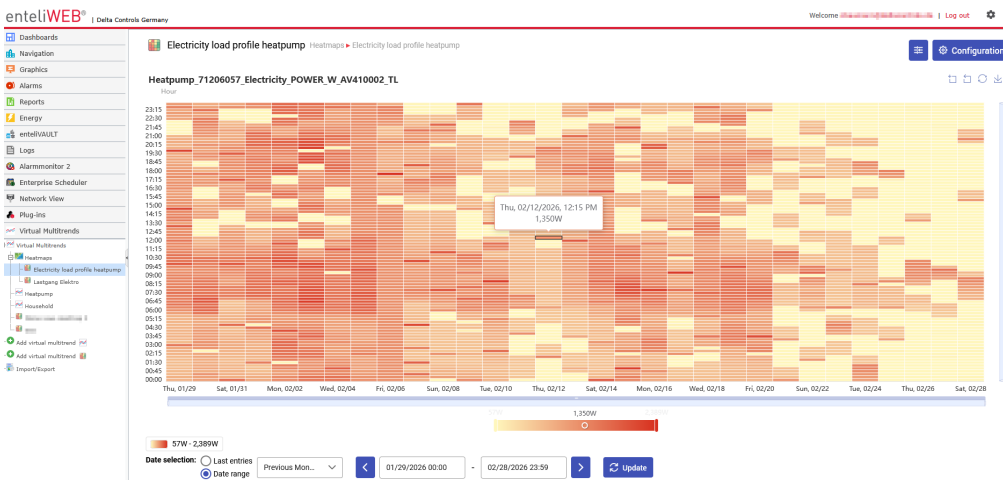 enteliWEB® | Delta Controls Germany
Welcome | Log out
Dashboards
Navigation
Graphics
Alarms
Reports
Energy
enteliVAULT
Logs
Alarmmonitor 2
Enterprise Scheduler
Network View
Plug-ins
Virtual Multitrends
Virtual Multitrends
Heatmaps
Electricity load profile heatpump
Lastgang Elektro
Heatpump
Household
Add virtual multitrend
Add virtual multitrend
Import/Export
Electricity load profile heatpump Heatmaps ▸ Electricity load profile heatpump
Configuration
Heatpump_71206057_Electricity_POWER_W_AV410002_TL
Hour
23:15
22:30
21:45
21:00
20:15
19:30
18:45
18:00
17:15
16:30
15:45
15:00
14:15
13:30
12:45
12:00
11:15
10:30
09:45
09:00
08:15
07:30
06:45
06:00
05:15
04:30
03:45
03:00
02:15
01:30
00:45
00:00
Thu, 02/12/2026, 12:15 PM
1,350W
Thu, 01/29 Sat, 01/31 Mon, 02/02 Wed, 02/04 Fri, 02/06 Sun, 02/08 Tue, 02/10 Thu, 02/12 Sat, 02/14 Mon, 02/16 Wed, 02/18 Fri, 02/20 Sun, 02/22 Tue, 02/24 Thu, 02/26 Sat, 02/28
57W 1,350W
57W - 2,389W
Date selection: Last entries
Date range
Previous Mon...
01/29/2026 00:00 - 02/28/2026 23:59
Update